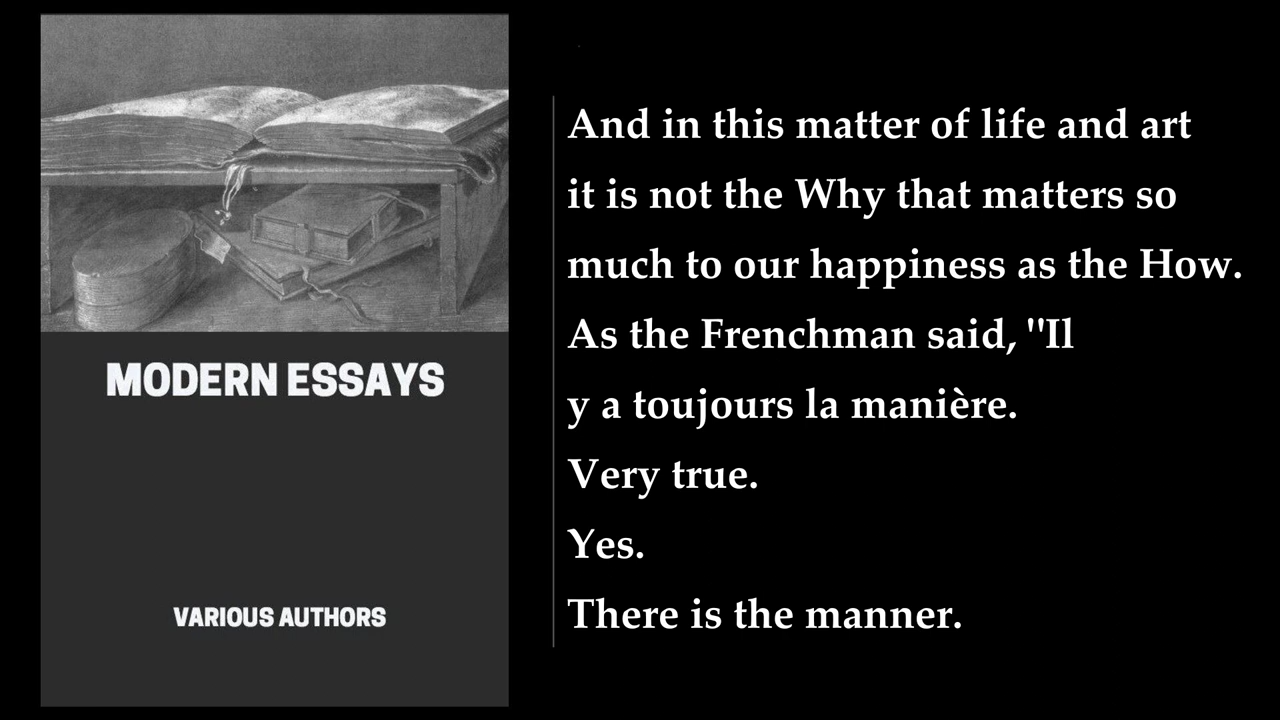 MODERN ESSAYS
VARIOUS AUTHORS
And in this matter of life and art
it is not the Why that matters so
much to our happiness as the How.
As the Frenchman said, "Il
y a toujours la manière.
Very true.
Yes.
There is the manner.